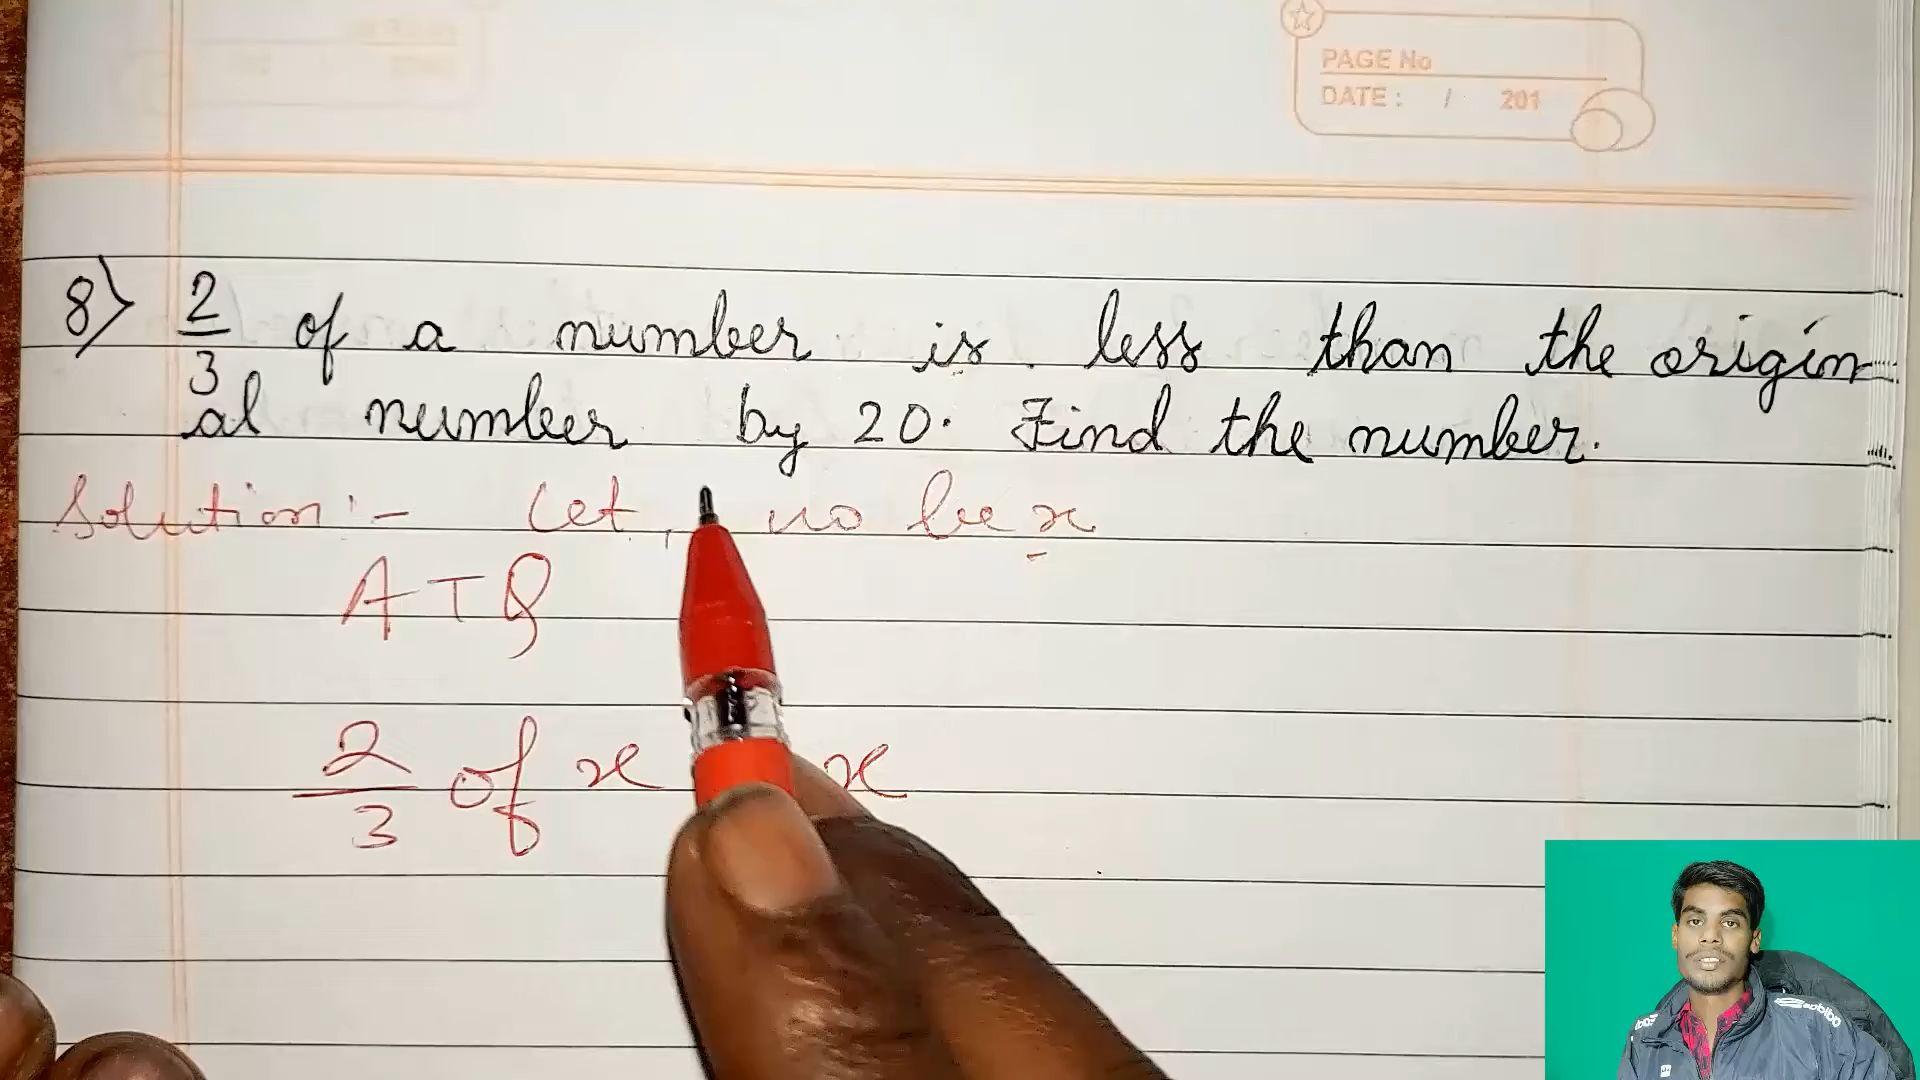 PAGE No
DATE : / 201
8) 2/3 of a number is less than the origin
al number by 20. Find the number.
Solution :- Let, no be x
ATQ
2/3 of x x